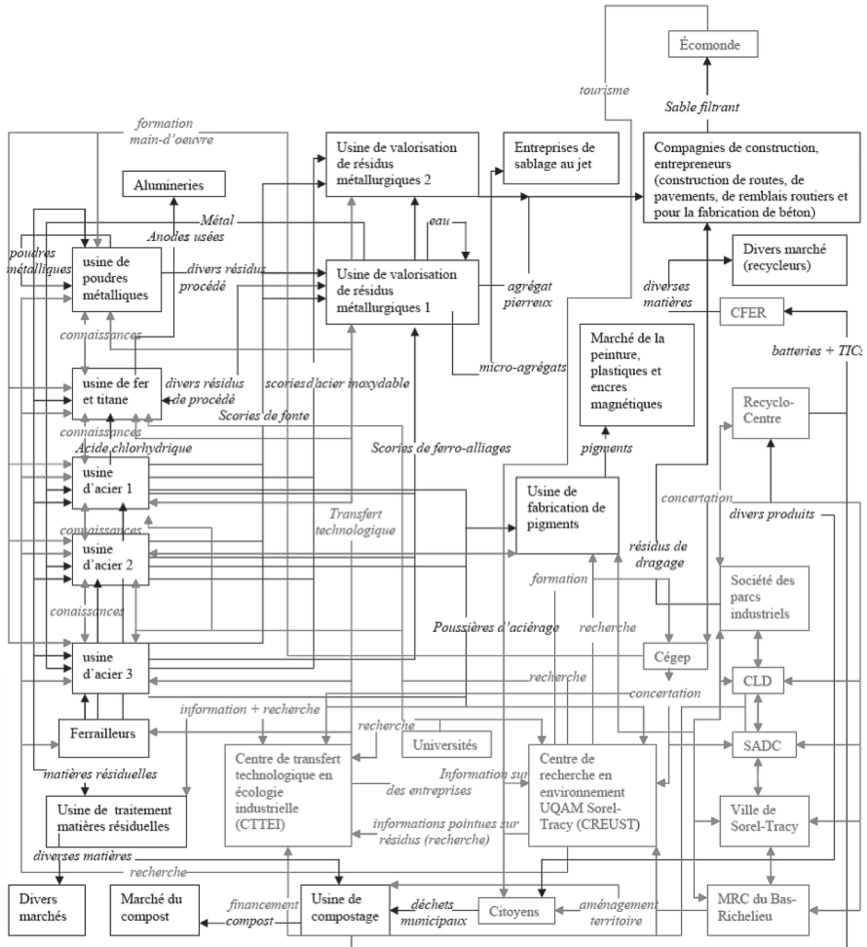 Écomonde
tourisme
Sable filtrant
formation
main-d'oeuvre
Usine de valorisation
de résidus
métallurgiques 2
Entreprises de
sablage au jet
Compagnies de construction,
entrepreneurs
(construction de routes, de
pavements, de remblais routiers et
pour la fabrication de béton)
Alumineries
Métal
Anodes usées
eau
poudres
métalliques
usine de
poudres
métalliques
divers résidus
procédé
Usine de valorisation
de résidus
métallurgiques 1
agrégat
pierreux
Divers marché
(recycleurs)
diverses
matières
CFER
connaissances
micro-agrégats
Marché de la
peinture,
plastiques et
encres
magnétiques
batteries + TICs
usine de fer
et titane
divers résidus
de procédé
scories d'acier inoxydable
Scories de fonte
Recyclo-
Centre
connaissances
Acide chlorhydrique
Scories de ferro-alliages
pigments
usine
d'acier 1
Usine de
fabrication de
pigments
concertation
divers produits
Transfert
technologique
connaissances
usine
d'acier 2
résidus de
dragage
formation
Société des
parcs
industriels
conaissances
Poussières d'aciérage
recherche
usine
d'acier 3
Cégep
recherche
CLD
concertation
information + recherche
recherche
Ferrailleurs
Universités
SADC
Centre de transfert
technologique en
écologie
industrielle
(CTTEI)
Information sur
des entreprises
Centre de
recherche en
environnement
UQAM Sorel-
Tracy (CREUST)
matières résiduelles
Usine de traitement
matières résiduelles
informations pointues sur
résidus (recherche)
Ville de
Sorel-Tracy
diverses matières
recherche
Divers
marchés
Marché du
compost
financement
compost
Usine de
compostage
déchets
municipaux
Citoyens
aménagement
territoire
MRC du Bas-
Richelieu